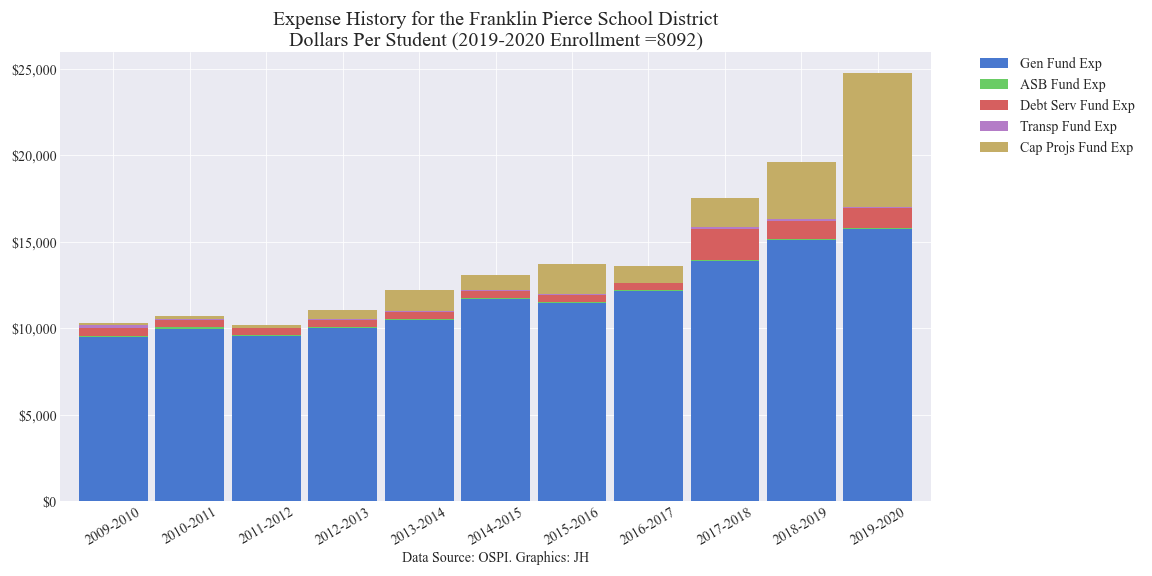 Expense History for the Franklin Pierce School District
Dollars Per Student (2019-2020 Enrollment =8092)
$25,000
$20,000
$15,000
$10,000
$5,000
$0
Gen Fund Exp
ASB Fund Exp
Debt Serv Fund Exp
Transp Fund Exp
Cap Projs Fund Exp
2009-2010
2010-2011
2011-2012
2012-2013
2013-2014
2014-2015
2015-2016
2016-2017
2017-2018
2018-2019
2019-2020
Data Source: OSPI. Graphics: JH